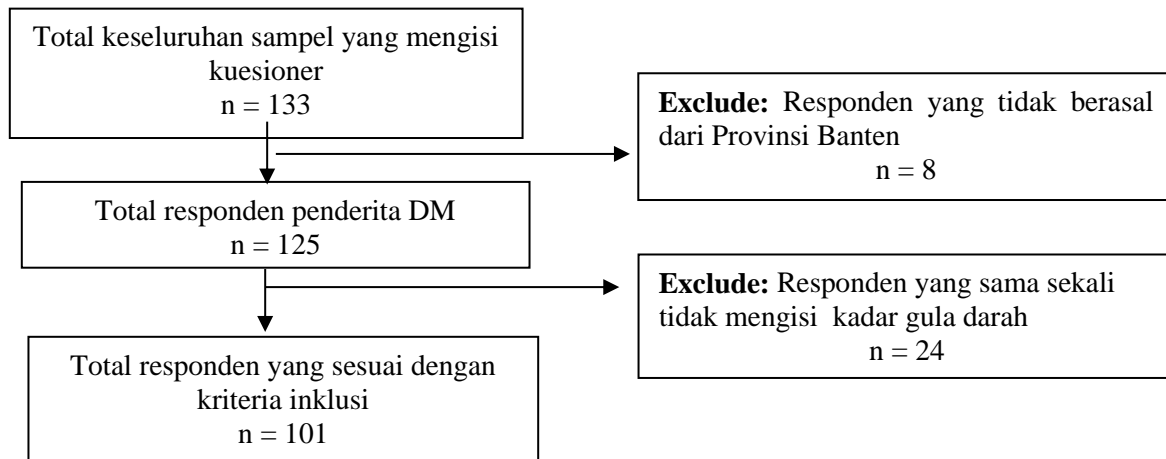 Total keseluruhan sampel yang mengisi
kuesioner
n = 133
Exclude: Responden yang tidak berasal
dari Provinsi Banten
n = 8
Total responden penderita DM
n = 125
Exclude: Responden yang sama sekali
tidak mengisi kadar gula darah
n = 24
Total responden yang sesuai dengan
kriteria inklusi
n = 101